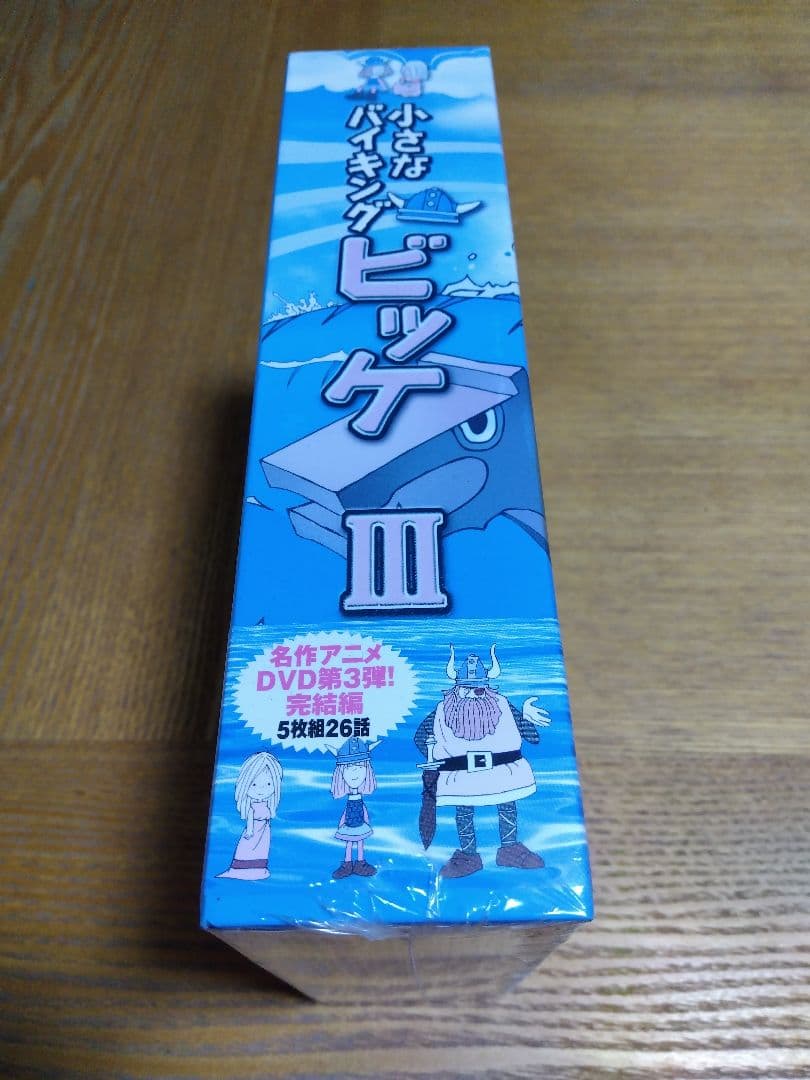 小さな
バイキング
ビッケ
III
名作アニメ
DVD第3弾!
完結編
5枚組26話